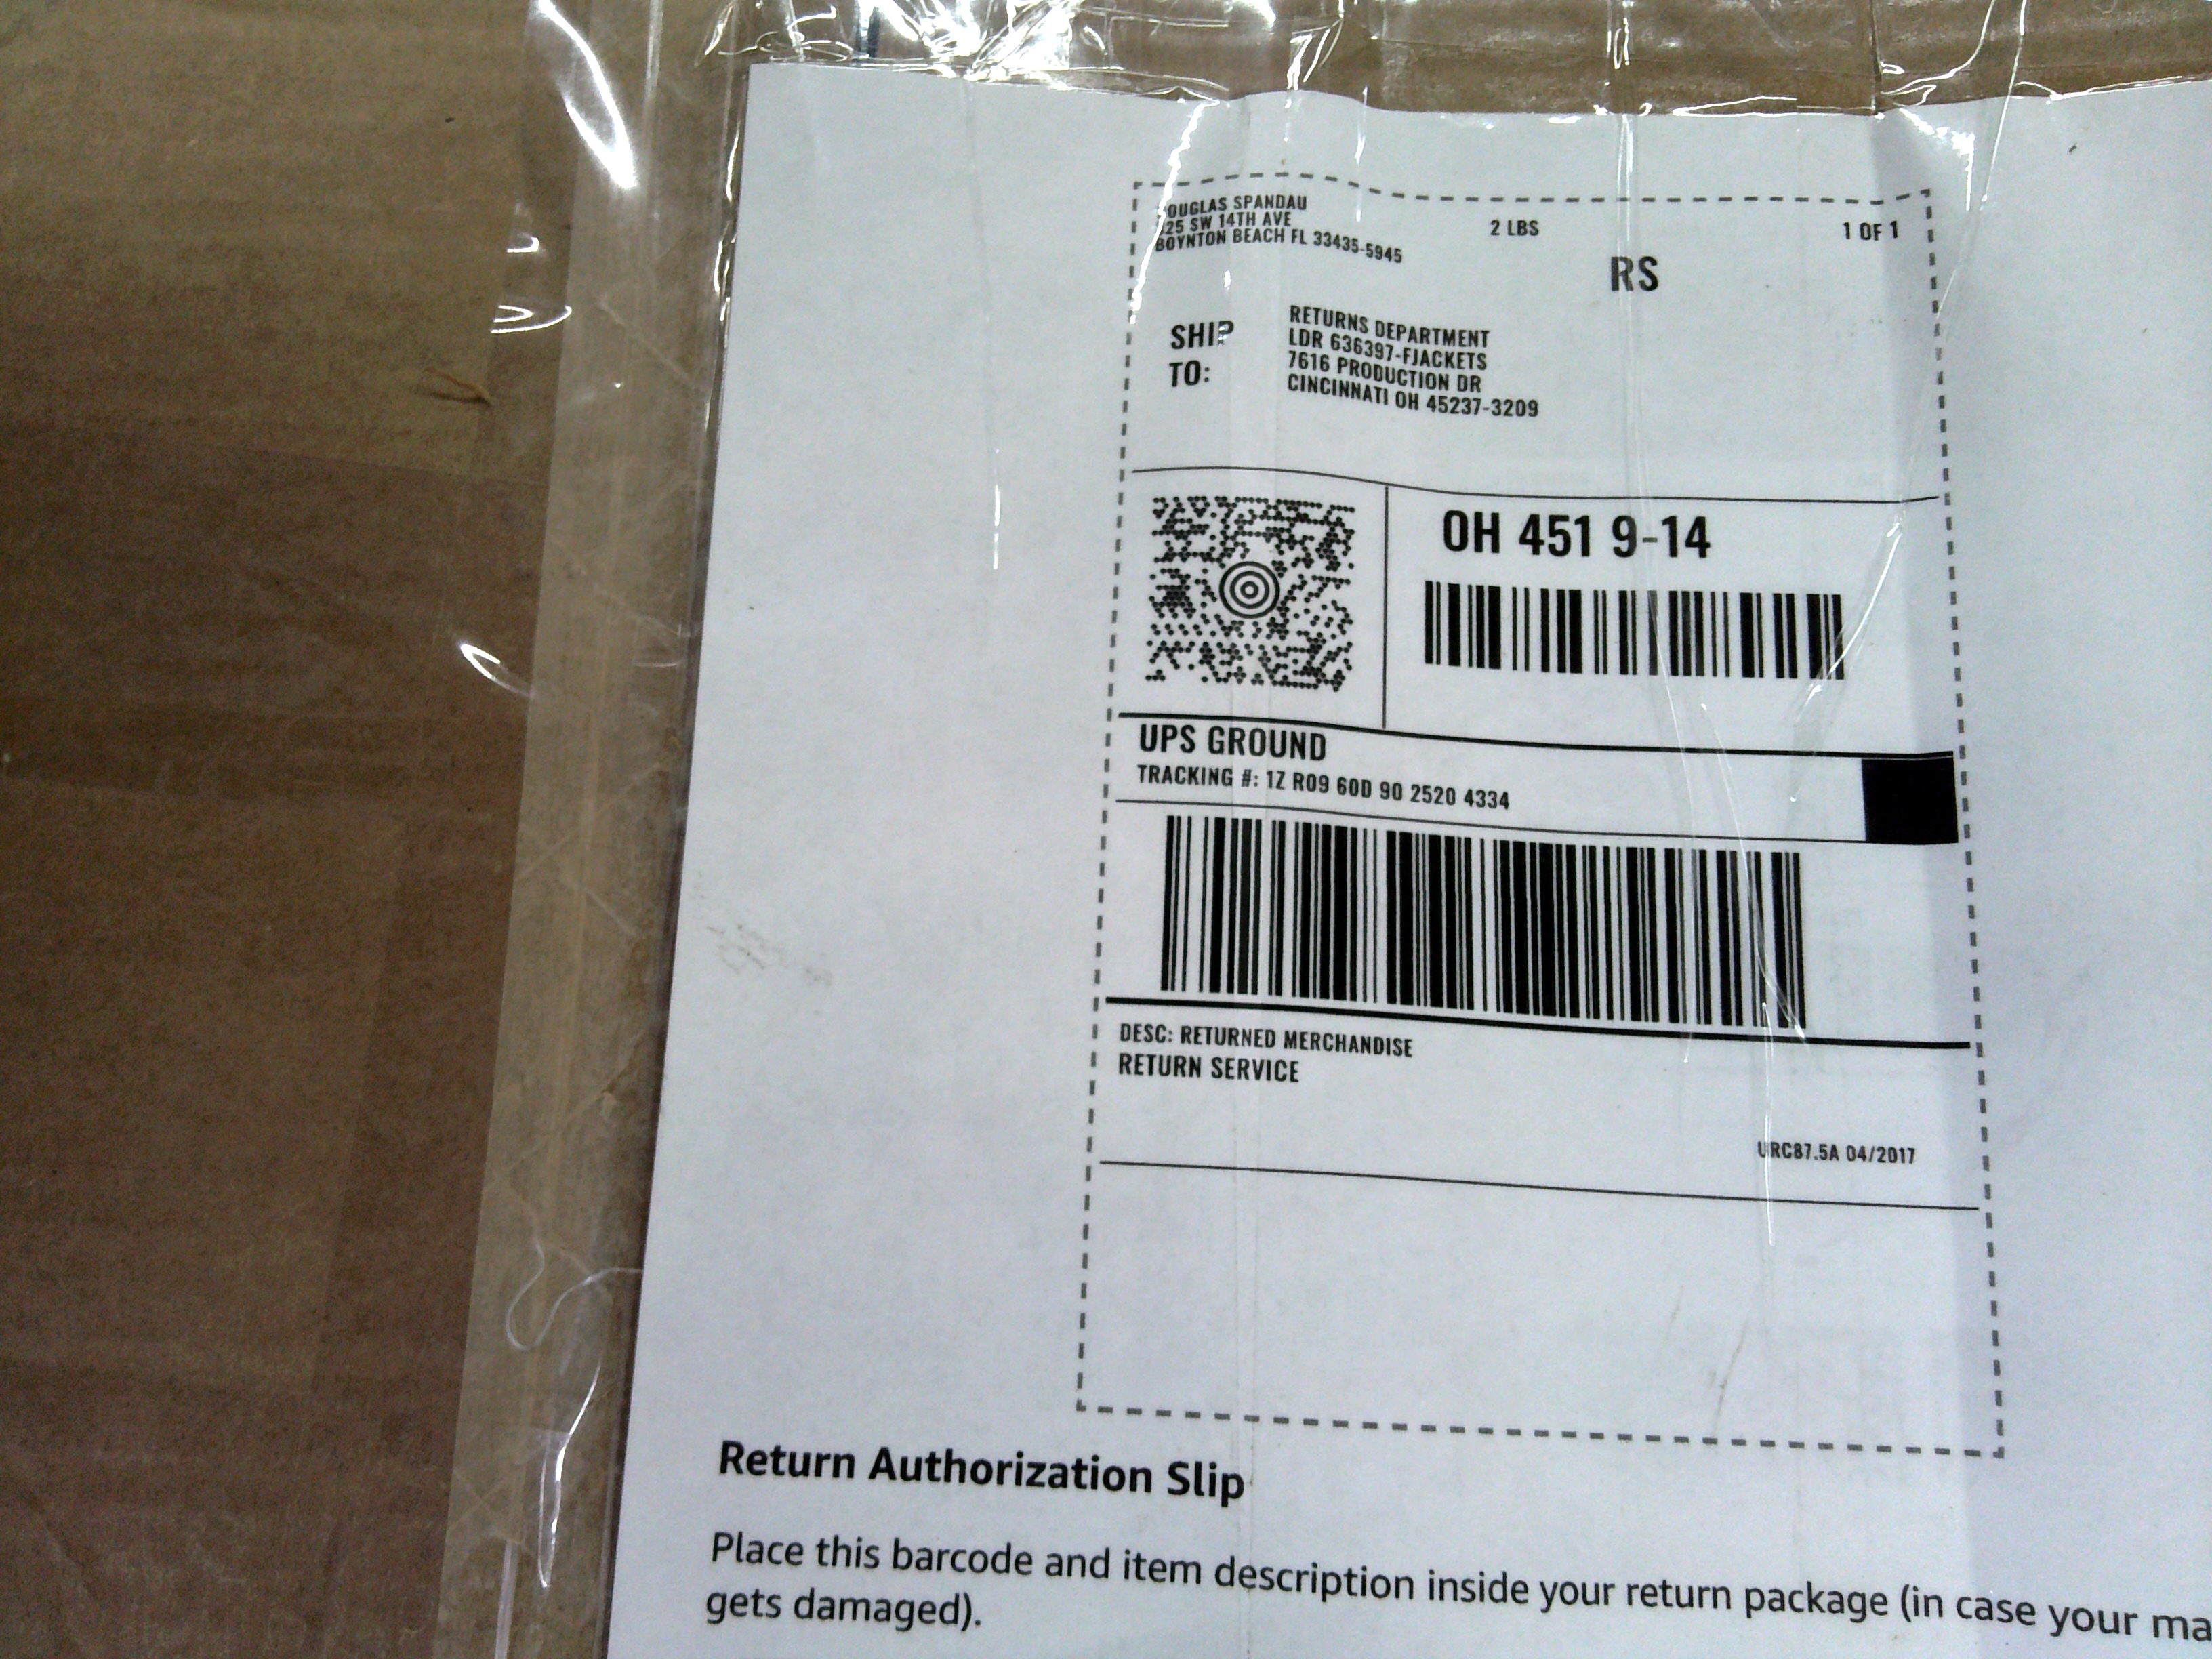 OUGLAS SPANDAU
25 SW 14TH AVE
BOYNTON BEACH FL 33435-5945
2 LBS
1 OF 1
RS
SHIP
TO:
RETURNS DEPARTMENT
LDR 636397-FJACKETS
7616 PRODUCTION DR
CINCINNATI OH 45237-3209
OH 451 9-14
UPS GROUND
TRACKING #: 1Z R09 60D 90 2520 4334
DESC: RETURNED MERCHANDISE
RETURN SERVICE
URC87.5A 04/2017
Return Authorization Slip
Place this barcode and item description inside your return package (in case your ma
gets damaged).